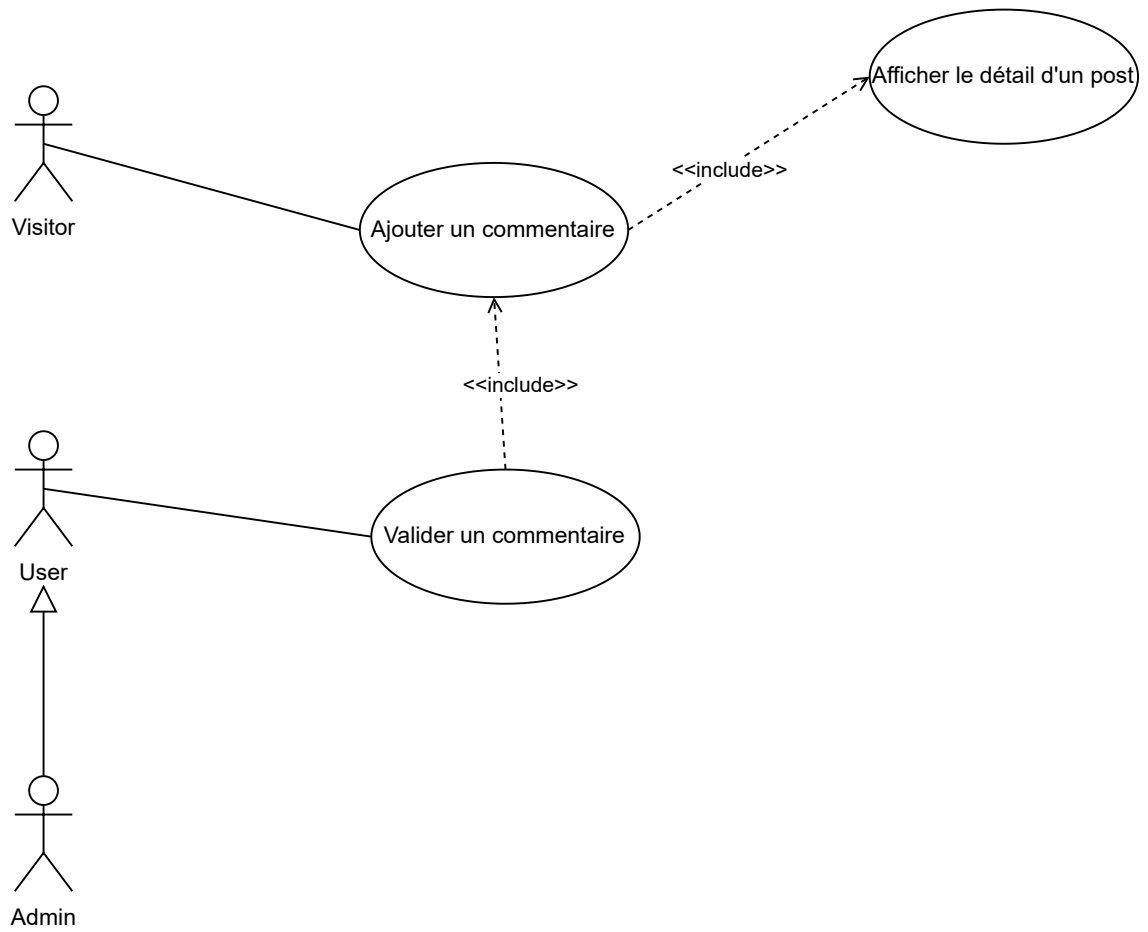 Afficher le détail d'un post
<<include>>
Visitor
Ajouter un commentaire
<<include>>
Valider un commentaire
User
Admin